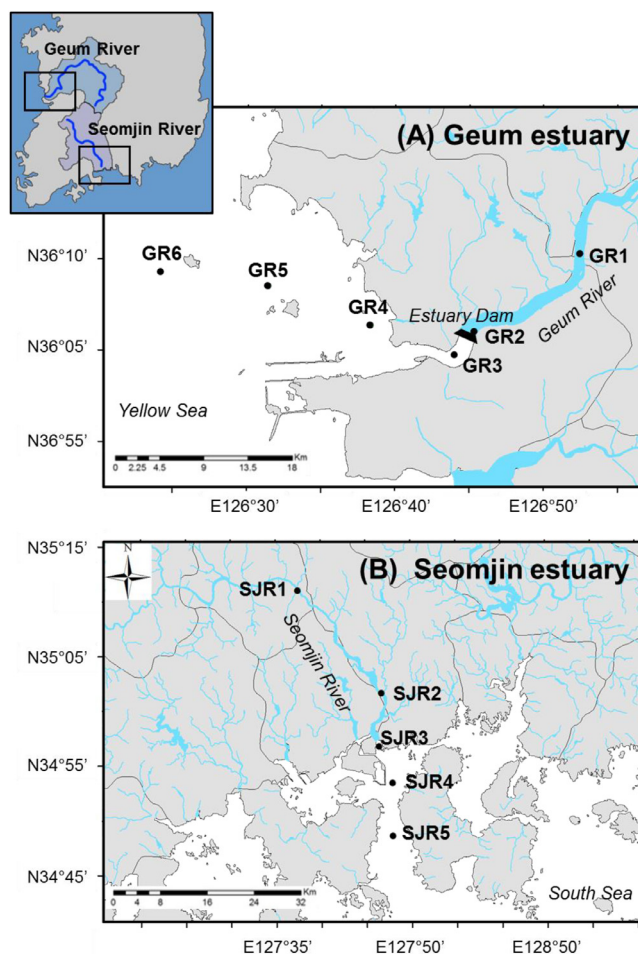 Geum River
Seomjin River
(A) Geum estuary
N36°10'
N36°05'
N36°55'
GR6
GR5
GR4
GR1
Estuary Dam
GR2
GR3
Geum River
Yellow Sea
Km
0 2.25 4.5 9 13.5 18
E126°30'
E126°40'
E126°50'
(B) Seomjin estuary
N
N35°15'
N35°05'
N34°55'
N34°45'
SJR1
Seomjin River
SJR2
SJR3
SJR4
SJR5
South Sea
Km
0 2 4 8 16 24 32
E127°35'
E127°50'
E128°50'